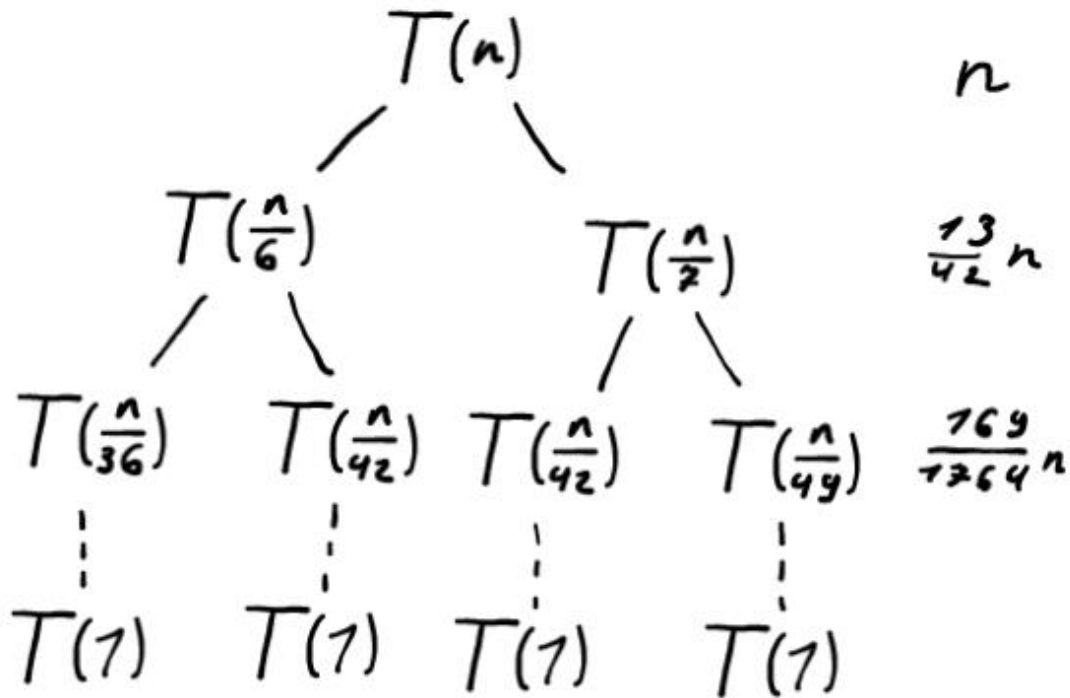 T(n) n
T(n/6) T(n/7) 13/42 n
T(n/36) T(n/42) T(n/42) T(n/49) 169/1764 n
T(1) T(1) T(1) T(1)